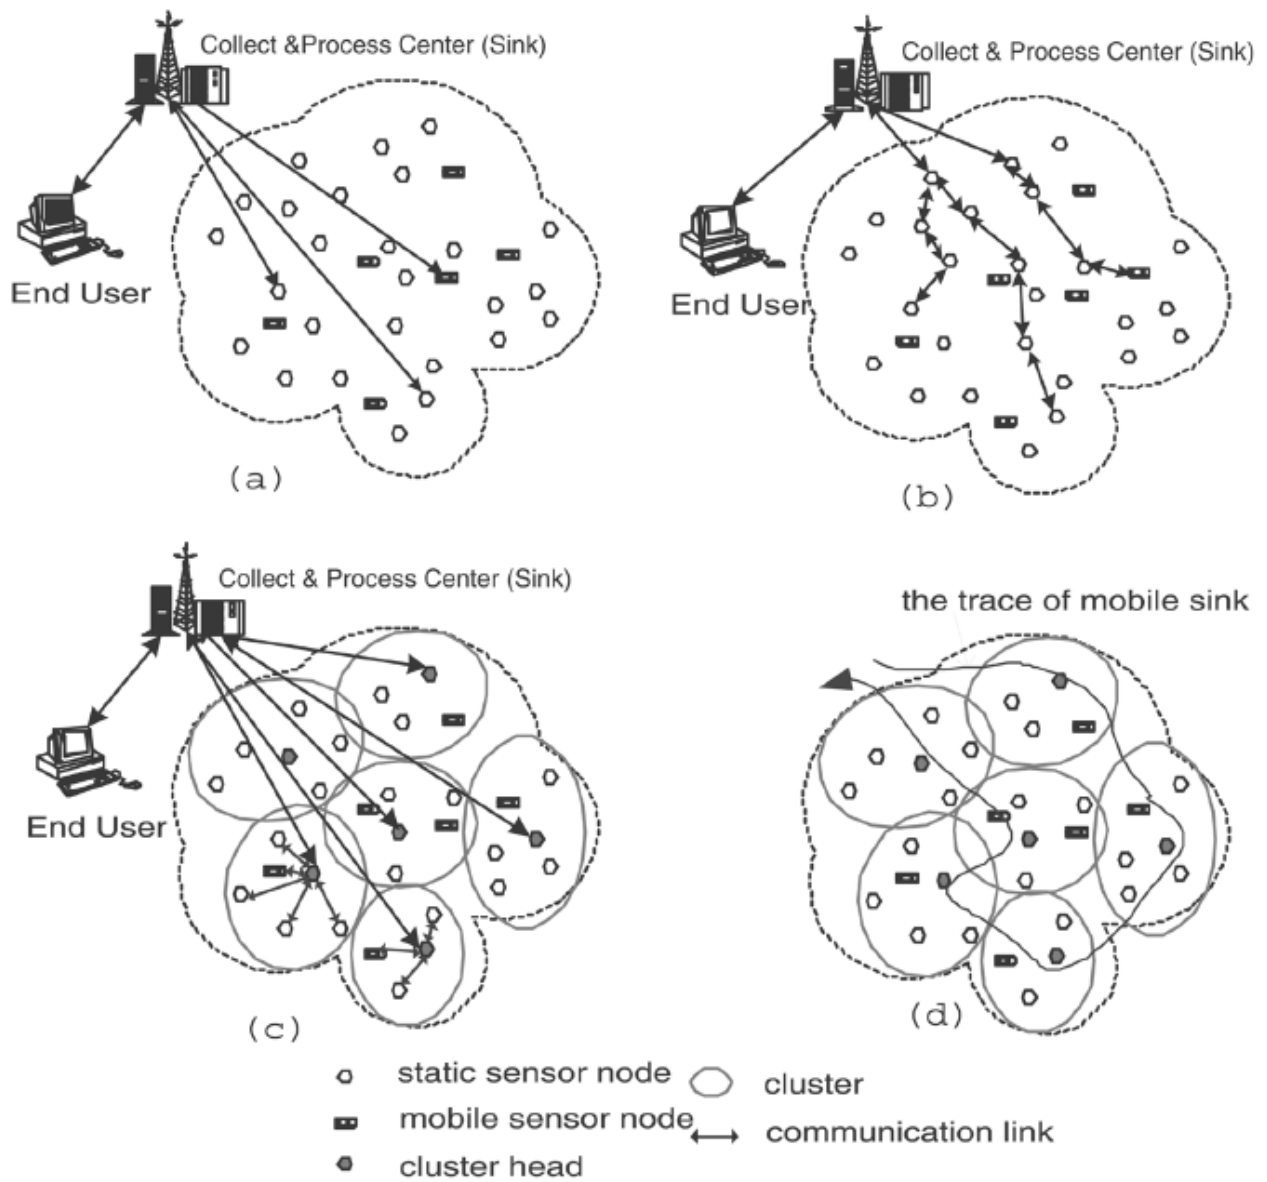 Collect &Process Center (Sink)
End User
(a)
Collect & Process Center (Sink)
End User
(b)
Collect & Process Center (Sink)
End User
(c)
the trace of mobile sink
(d)
static sensor node
mobile sensor node
cluster head
cluster
communication link